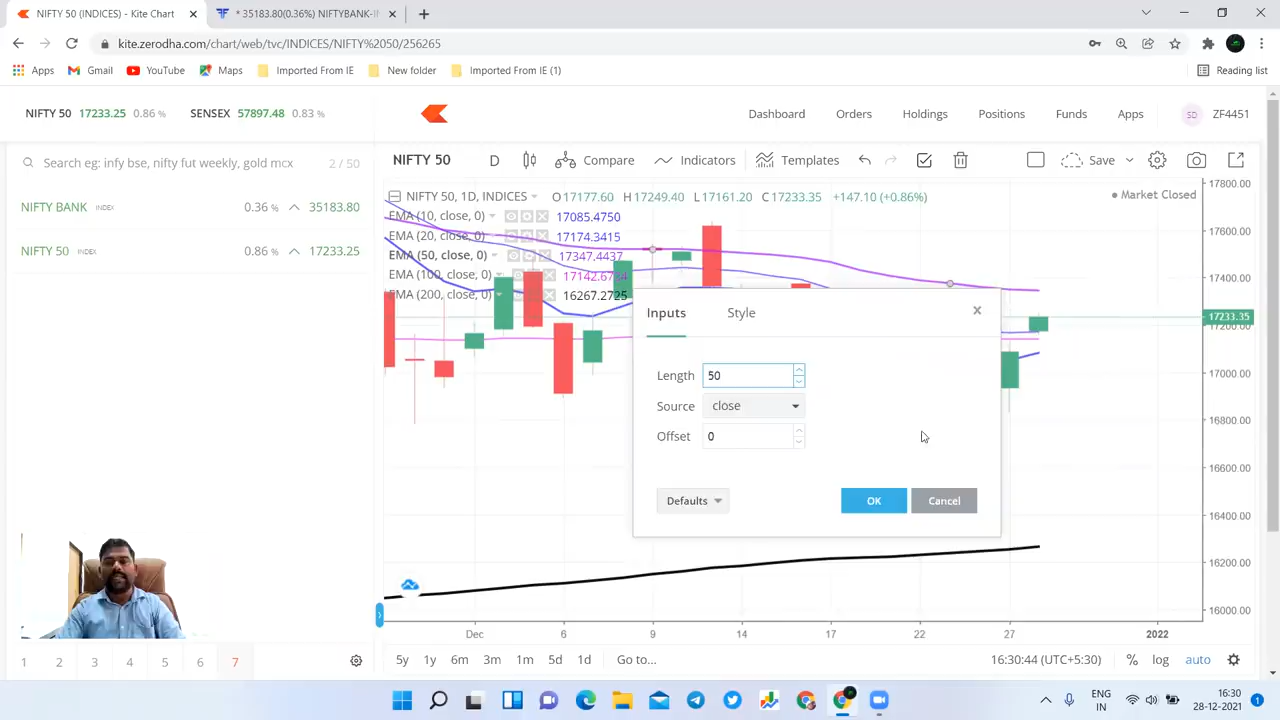 NIFTY 50 (INDICES) - Kite Chart
* 35183.80(0.36%) NIFTYBANK-I
kite.zerodha.com/chart/web/tvc/INDICES/NIFTY%2050/256265
Apps Gmail YouTube Maps Imported From IE New folder Imported From IE (1) Reading list
NIFTY 50 17233.25 0.86 % SENSEX 57897.48 0.83 %
Dashboard Orders Holdings Positions Funds Apps SD ZF4451
Search eg: infy bse, nifty fut weekly, gold mcx 2 / 50
NIFTY 50 D Compare Indicators Templates Save
NIFTY BANK INDEX 0.36 % 35183.80
NIFTY 50 INDEX 0.86 % 17233.25
NIFTY 50, 1D, INDICES O17177.60 H17249.40 L17161.20 C17233.35 +147.10 (+0.86%)
Market Closed
EMA (10, close, 0) 17085.4750
EMA (20, close, 0) 17174.3415
EMA (50, close, 0) 17347.4437
EMA (100, close, 0) 17142.6734
EMA (200, close, 0) 16267.2725
17800.00
17600.00
17400.00
17233.35
17200.00
17000.00
16800.00
16600.00
16400.00
16200.00
16000.00
Inputs Style
Length 50
Source close
Offset 0
Defaults OK Cancel
Dec 6 9 14 17 22 27 2022
1 2 3 4 5 6 7
5y 1y 6m 3m 1m 5d 1d Go to... 16:30:44 (UTC+5:30) % log auto
ENG
IN
16:30
28-12-2021
1